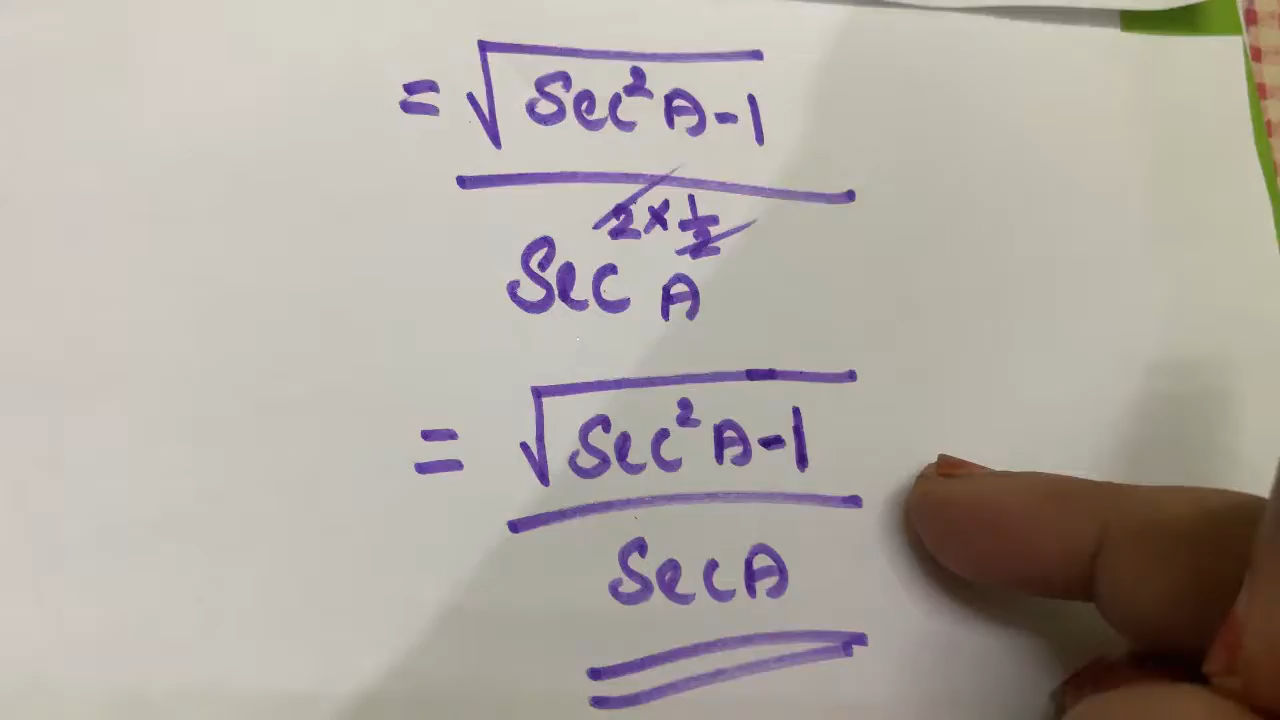 = √Sec²A-1
2 × 1/2
Sec A
= √Sec²A-1
SecA